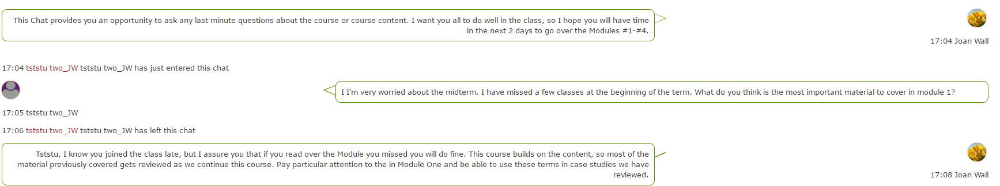 This Chat provides you an opportunity to ask any last minute questions about the course or course content. I want you all to do well in the class, so I hope you will have time
in the next 2 days to go over the Modules #1-#4.
17:04 Joan Wall
17:04 tststu two_JW tststu two_JW has just entered this chat
I I'm very worried about the midterm. I have missed a few classes at the beginning of the term. What do you think is the most important material to cover in module 1?
17:05 tststu two_JW
17:06 tststu two_JW tststu two_JW has left this chat
Tststu, I know you joined the class late, but I assure you that if you read over the Module you missed you will do fine. This course builds on the content, so most of the
material previously covered gets reviewed as we continue this course. Pay particular attention to the in Module One and be able to use these terms in case studies we have
reviewed.
17:08 Joan Wall